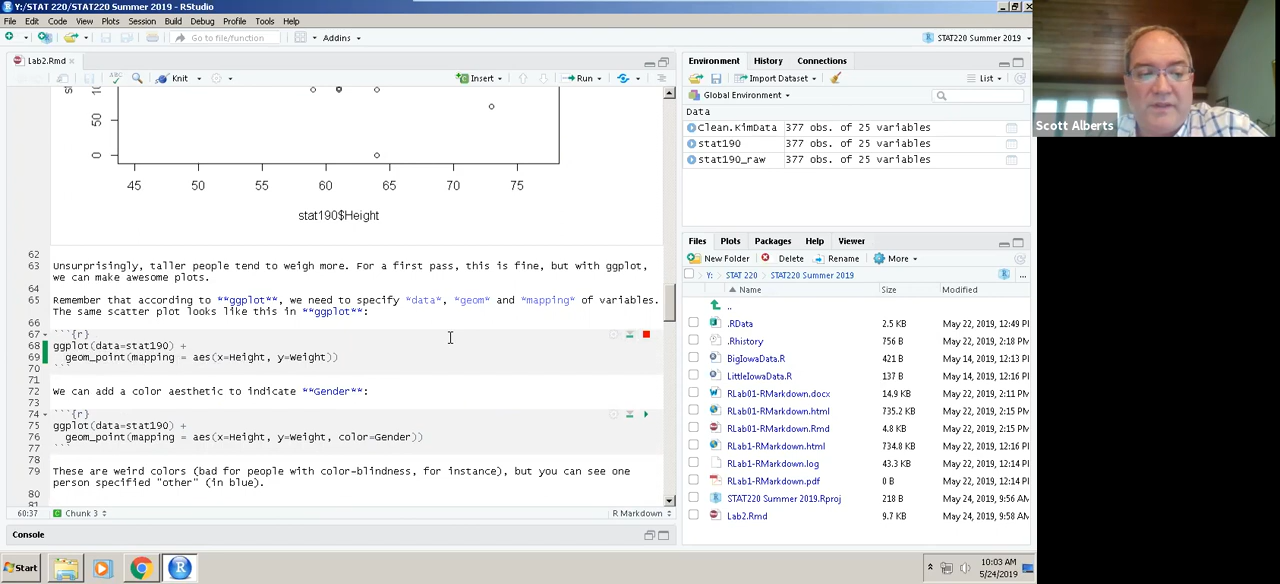 Y:/STAT 220/STAT220 Summer 2019 - RStudio
File Edit Code View Plots Session Build Debug Profile Tools Help
Go to file/function
Addins
STAT220 Summer 2019
Lab2.Rmd
Knit
Insert
Run
50
0
45 50 55 60 65 70 75
stat190$Height
62
63 Unsurprisingly, taller people tend to weigh more. For a first pass, this is fine, but with ggplot,
we can make awesome plots.
64
65 Remember that according to **ggplot**, we need to specify *data*, *geom* and *mapping* of variables.
The same scatter plot looks like this in **ggplot**:
66
67 ```{r}
68 ggplot(data=stat190) +
69 geom_point(mapping = aes(x=Height, y=Weight))
70 ```
71
72 We can add a color aesthetic to indicate **Gender**:
73
74 ```{r}
75 ggplot(data=stat190) +
76 geom_point(mapping = aes(x=Height, y=Weight, color=Gender))
77 ```
78
79 These are weird colors (bad for people with color-blindness, for instance), but you can see one
person specified "other" (in blue).
80
60:37 Chunk 3 R Markdown
Console
Environment History Connections
Import Dataset List
Global Environment
Data
Clean.KimData 377 obs. of 25 variables
stat190 377 obs. of 25 variables
stat190_raw 377 obs. of 25 variables
Files Plots Packages Help Viewer
New Folder Delete Rename More
Y: STAT 220 STAT220 Summer 2019
Name Size Modified
..
.RData 2.5 KB May 22, 2019, 12:49 P
.Rhistory 756 B May 22, 2019, 2:18 PM
BigIowaData.R 421 B May 14, 2019, 12:13 P
LittleIowaData.R 137 B May 14, 2019, 12:16 P
RLab01-RMarkdown.docx 14.9 KB May 22, 2019, 2:11 PM
RLab01-RMarkdown.html 735.2 KB May 22, 2019, 2:15 PM
RLab01-RMarkdown.Rmd 4.8 KB May 22, 2019, 2:15 PM
RLab1-RMarkdown.html 734.8 KB May 22, 2019, 12:16 P
RLab1-RMarkdown.log 43.3 KB May 22, 2019, 12:14 P
RLab1-RMarkdown.pdf 0 B May 22, 2019, 12:14 P
STAT220 Summer 2019.Rproj 218 B May 24, 2019, 9:56 AM
Lab2.Rmd 9.7 KB May 24, 2019, 9:58 AM
Scott Alberts
Start
10:03 AM
5/24/2019